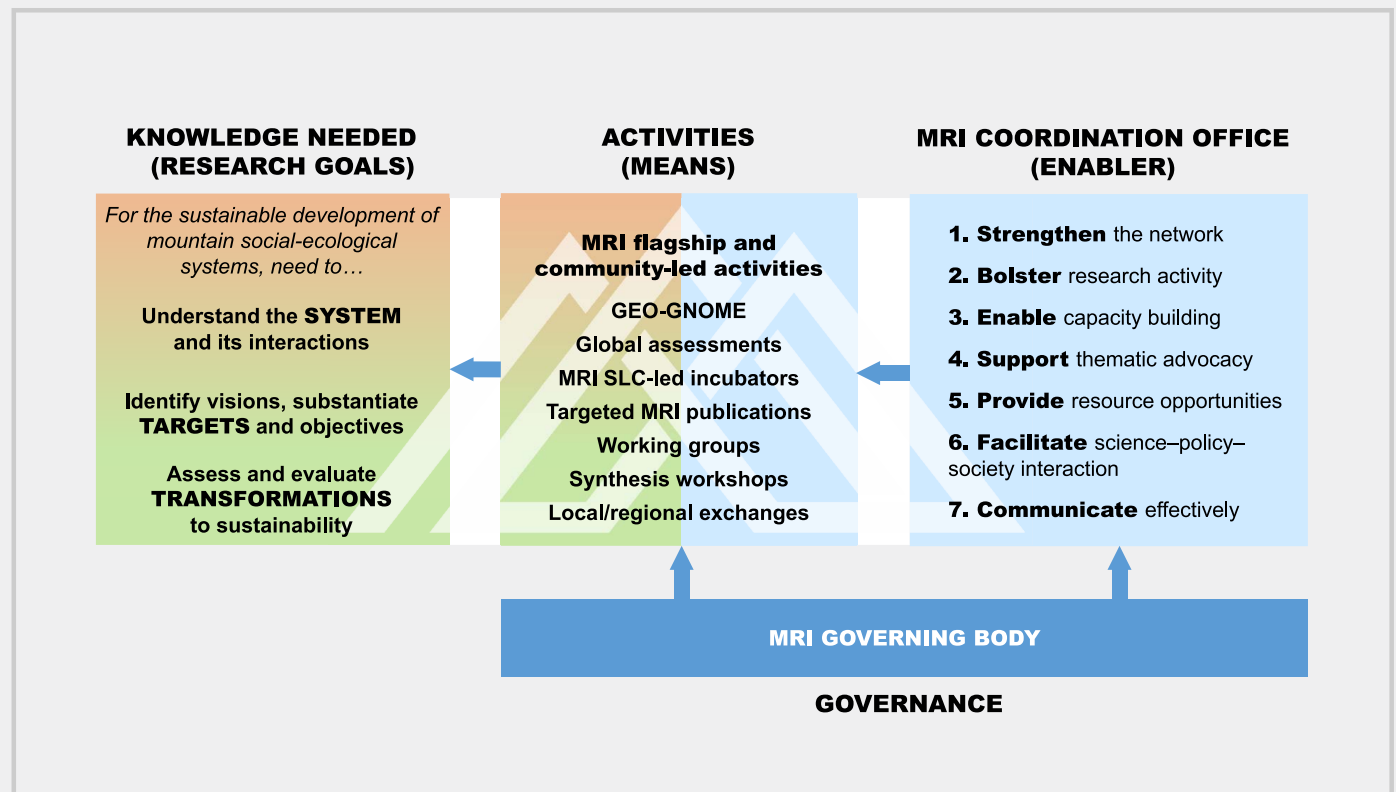 KNOWLEDGE NEEDED
(RESEARCH GOALS)
For the sustainable development of
mountain social-ecological
systems, need to…
Understand the SYSTEM
and its interactions
Identify visions, substantiate
TARGETS and objectives
Assess and evaluate
TRANSFORMATIONS
to sustainability
ACTIVITIES
(MEANS)
MRI flagship and
community-led activities
GEO-GNOME
Global assessments
MRI SLC-led incubators
Targeted MRI publications
Working groups
Synthesis workshops
Local/regional exchanges
MRI COORDINATION OFFICE
(ENABLER)
1. Strengthen the network
2. Bolster research activity
3. Enable capacity building
4. Support thematic advocacy
5. Provide resource opportunities
6. Facilitate science–policy–
society interaction
7. Communicate effectively
MRI GOVERNING BODY
GOVERNANCE